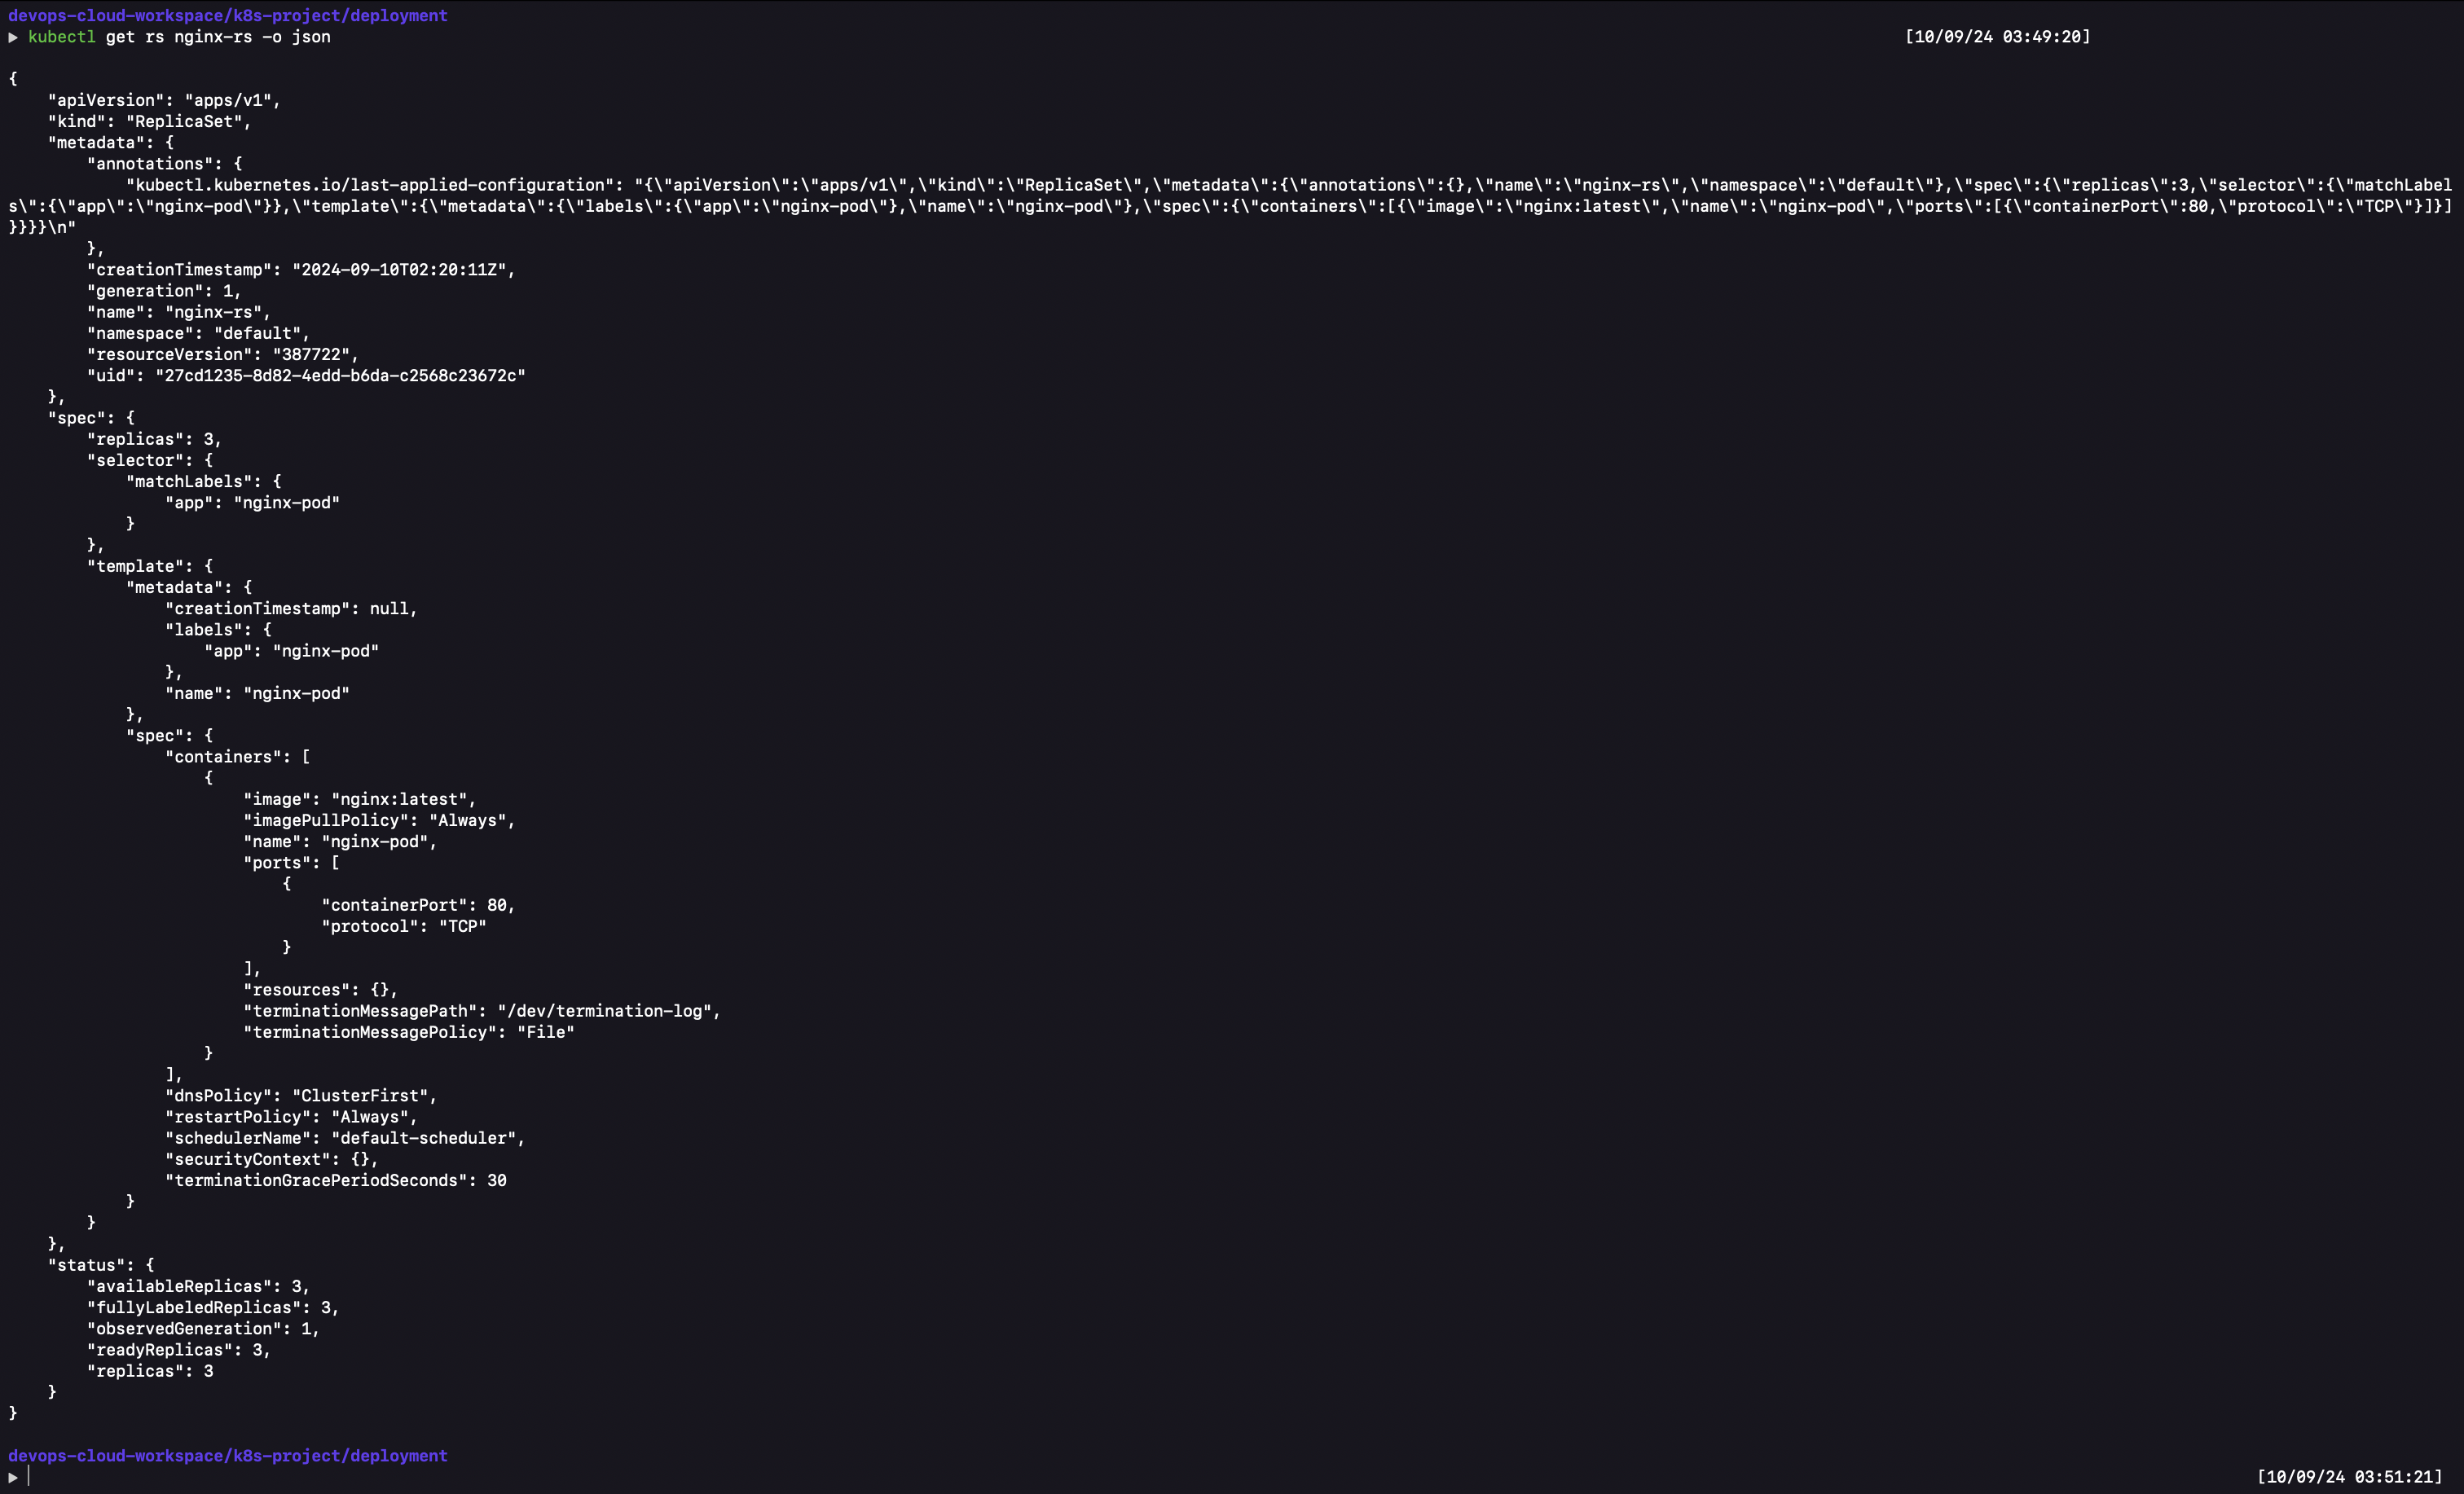 devops-cloud-workspace/k8s-project/deployment
▶ kubectl get rs nginx-rs -o json [10/09/24 03:49:20]
{
    "apiVersion": "apps/v1",
    "kind": "ReplicaSet",
    "metadata": {
        "annotations": {
            "kubectl.kubernetes.io/last-applied-configuration": "{\"apiVersion\":\"apps/v1\",\"kind\":\"ReplicaSet\",\"metadata\":{\"annotations\":{},\"name\":\"nginx-rs\",\"namespace\":\"default\"},\"spec\":{\"replicas\":3,\"selector\":{\"matchLabel
s\":{\"app\":\"nginx-pod\"}},\"template\":{\"metadata\":{\"labels\":{\"app\":\"nginx-pod\"},\"name\":\"nginx-pod\"},\"spec\":{\"containers\":[{\"image\":\"nginx:latest\",\"name\":\"nginx-pod\",\"ports\":[{\"containerPort\":80,\"protocol\":\"TCP\"}]}]
}}}}\n"
        },
        "creationTimestamp": "2024-09-10T02:20:11Z",
        "generation": 1,
        "name": "nginx-rs",
        "namespace": "default",
        "resourceVersion": "387722",
        "uid": "27cd1235-8d82-4edd-b6da-c2568c23672c"
    },
    "spec": {
        "replicas": 3,
        "selector": {
            "matchLabels": {
                "app": "nginx-pod"
            }
        },
        "template": {
            "metadata": {
                "creationTimestamp": null,
                "labels": {
                    "app": "nginx-pod"
                },
                "name": "nginx-pod"
            },
            "spec": {
                "containers": [
                    {
                        "image": "nginx:latest",
                        "imagePullPolicy": "Always",
                        "name": "nginx-pod",
                        "ports": [
                            {
                                "containerPort": 80,
                                "protocol": "TCP"
                            }
                        ],
                        "resources": {},
                        "terminationMessagePath": "/dev/termination-log",
                        "terminationMessagePolicy": "File"
                    }
                ],
                "dnsPolicy": "ClusterFirst",
                "restartPolicy": "Always",
                "schedulerName": "default-scheduler",
                "securityContext": {},
                "terminationGracePeriodSeconds": 30
            }
        }
    },
    "status": {
        "availableReplicas": 3,
        "fullyLabeledReplicas": 3,
        "observedGeneration": 1,
        "readyReplicas": 3,
        "replicas": 3
    }
}
devops-cloud-workspace/k8s-project/deployment
▶ [10/09/24 03:51:21]